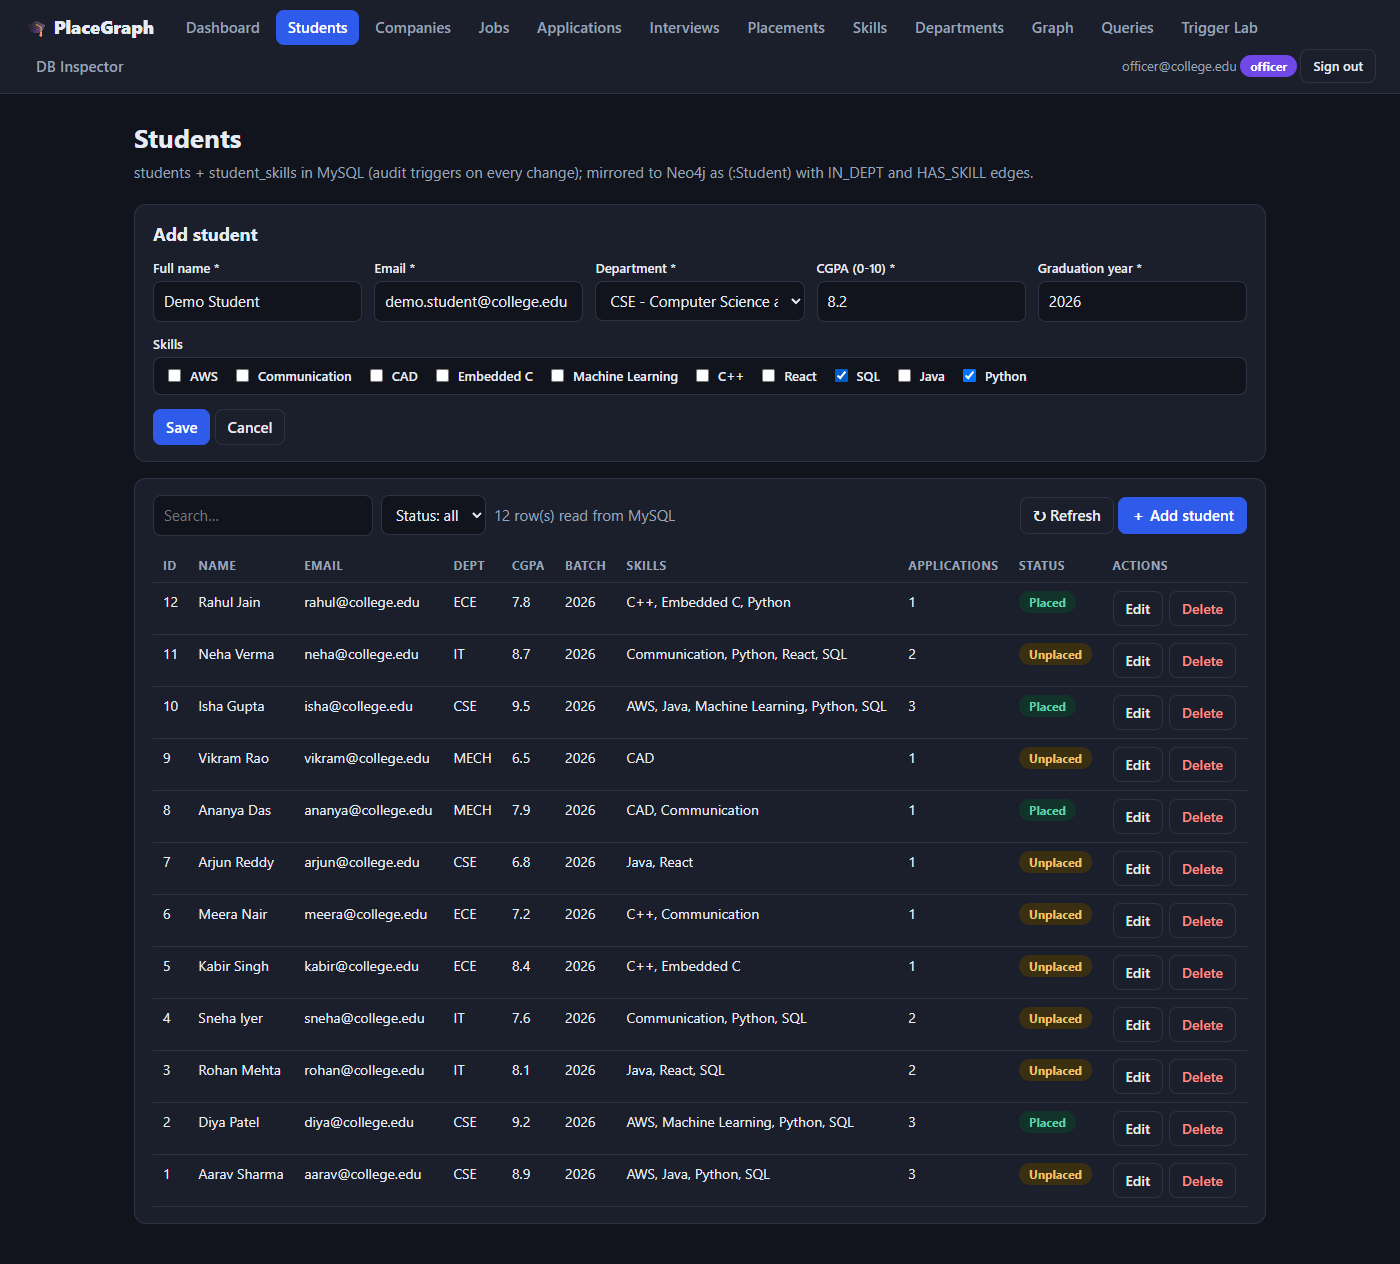 PlaceGraph Dashboard Students Companies Jobs Applications Interviews Placements Skills Departments Graph Queries Trigger Lab
DB Inspector officer@college.edu officer Sign out
Students
students + student_skills in MySQL (audit triggers on every change); mirrored to Neo4j as (:Student) with IN_DEPT and HAS_SKILL edges.
Add student
Full name * Email * Department * CGPA (0-10) * Graduation year *
Demo Student demo.student@college.edu CSE - Computer Science a 8.2 2026
Skills
AWS Communication CAD Embedded C Machine Learning C++ React SQL Java Python
Save Cancel
Search... Status: all 12 row(s) read from MySQL ↻ Refresh + Add student
ID NAME EMAIL DEPT CGPA BATCH SKILLS APPLICATIONS STATUS ACTIONS
12 Rahul Jain rahul@college.edu ECE 7.8 2026 C++, Embedded C, Python 1 Placed Edit Delete
11 Neha Verma neha@college.edu IT 8.7 2026 Communication, Python, React, SQL 2 Unplaced Edit Delete
10 Isha Gupta isha@college.edu CSE 9.5 2026 AWS, Java, Machine Learning, Python, SQL 3 Placed Edit Delete
9 Vikram Rao vikram@college.edu MECH 6.5 2026 CAD 1 Unplaced Edit Delete
8 Ananya Das ananya@college.edu MECH 7.9 2026 CAD, Communication 1 Placed Edit Delete
7 Arjun Reddy arjun@college.edu CSE 6.8 2026 Java, React 1 Unplaced Edit Delete
6 Meera Nair meera@college.edu ECE 7.2 2026 C++, Communication 1 Unplaced Edit Delete
5 Kabir Singh kabir@college.edu ECE 8.4 2026 C++, Embedded C 1 Unplaced Edit Delete
4 Sneha Iyer sneha@college.edu IT 7.6 2026 Communication, Python, SQL 2 Unplaced Edit Delete
3 Rohan Mehta rohan@college.edu IT 8.1 2026 Java, React, SQL 2 Unplaced Edit Delete
2 Diya Patel diya@college.edu CSE 9.2 2026 AWS, Machine Learning, Python, SQL 3 Placed Edit Delete
1 Aarav Sharma aarav@college.edu CSE 8.9 2026 AWS, Java, Python, SQL 3 Unplaced Edit Delete